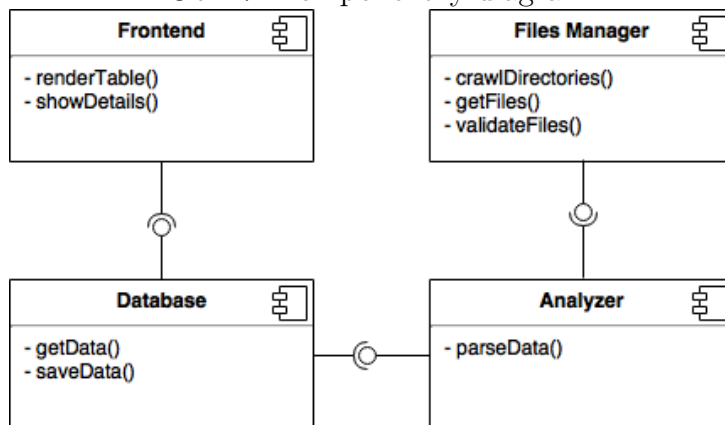 Frontend
- renderTable()
- showDetails()
Files Manager
- crawlDirectories()
- getFiles()
- validateFiles()
Database
- getData()
- saveData()
Analyzer
- parseData()